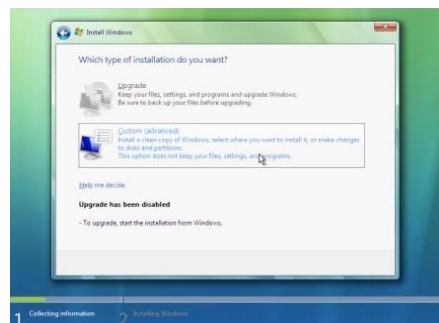 Install Windows
Which type of installation do you want?
Upgrade
Keep your files, settings, and programs and upgrade Windows.
Be sure to back up your files before upgrading.
Custom (advanced)
Install a clean copy of Windows, select where you want to install it, or make changes
to disks and partitions.
This option does not keep your files, settings, and programs.
Help me decide
Upgrade has been disabled
- To upgrade, start the installation from Windows.
1 Collecting information
2 Installing Windows